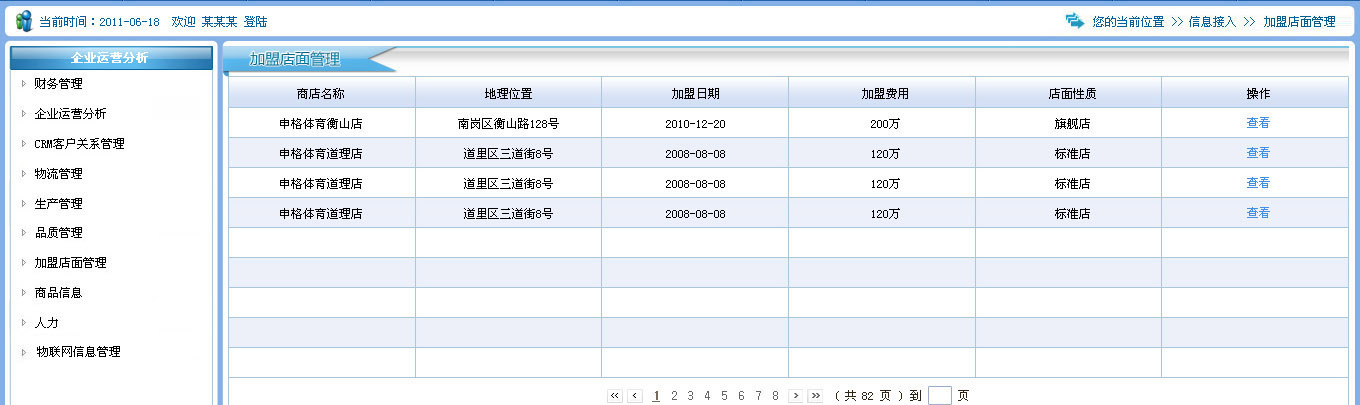 当前时间：2011-06-18 欢迎 某某某 登陆
您的当前位置 >> 信息接入 >> 加盟店面管理
企业运营分析
财务管理
企业运营分析
CRM客户关系管理
物流管理
生产管理
品质管理
加盟店面管理
商品信息
人力
物联网信息管理
加盟店面管理
商店名称 地理位置 加盟日期 加盟费用 店面性质 操作
申格体育衡山店 南岗区衡山路128号 2010-12-20 200万 旗舰店 查看
申格体育道理店 道里区三道街8号 2008-08-08 120万 标准店 查看
申格体育道理店 道里区三道街8号 2008-08-08 120万 标准店 查看
申格体育道理店 道里区三道街8号 2008-08-08 120万 标准店 查看
<< < 1 2 3 4 5 6 7 8 > >> ( 共 82 页 ) 到 页